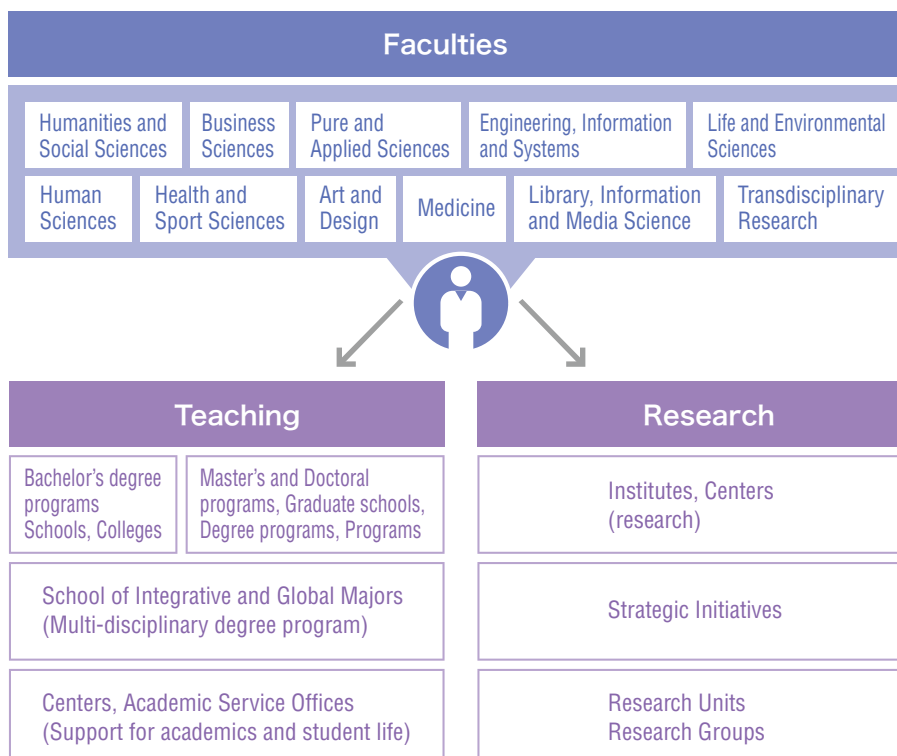 Faculties
Humanities and
Social Sciences
Business
Sciences
Pure and
Applied Sciences
Engineering, Information
and Systems
Life and Environmental
Sciences
Human
Sciences
Health and
Sport Sciences
Art and
Design
Medicine
Library, Information
and Media Science
Transdisciplinary
Research
Teaching
Bachelor's degree
programs
Schools, Colleges
Master's and Doctoral
programs, Graduate schools,
Degree programs, Programs
School of Integrative and Global Majors
(Multi-disciplinary degree program)
Centers, Academic Service Offices
(Support for academics and student life)
Research
Institutes, Centers
(research)
Strategic Initiatives
Research Units
Research Groups